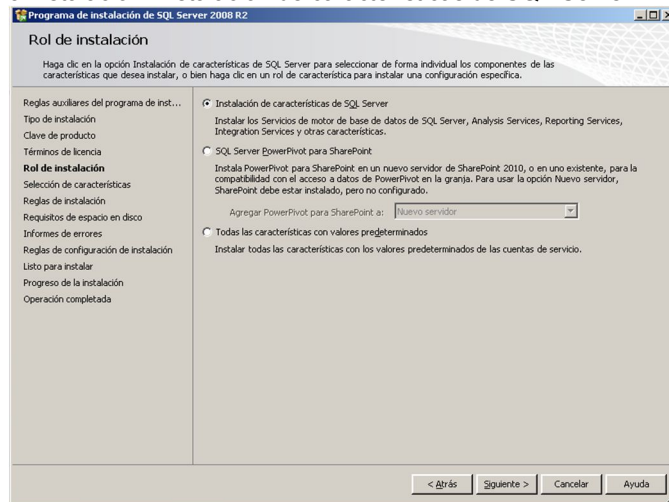 Programa de instalación de SQL Server 2008 R2
Rol de instalación
Haga clic en la opción Instalación de características de SQL Server para seleccionar de forma individual los componentes de las
características que desea instalar, o bien haga clic en un rol de característica para instalar una configuración específica.
Reglas auxiliares del programa de inst...
Tipo de instalación
Clave de producto
Términos de licencia
Rol de instalación
Selección de características
Reglas de instalación
Requisitos de espacio en disco
Informes de errores
Reglas de configuración de instalación
Listo para instalar
Progreso de la instalación
Operación completada
Instalación de características de SQL Server
Instalar los Servicios de motor de base de datos de SQL Server, Analysis Services, Reporting Services,
Integration Services y otras características.
SQL Server PowerPivot para SharePoint
Instala PowerPivot para SharePoint en un nuevo servidor de SharePoint 2010, o en uno existente, para la
compatibilidad con el acceso a datos de PowerPivot en la granja. Para usar la opción Nuevo servidor,
SharePoint debe estar instalado, pero no configurado.
Agregar PowerPivot para SharePoint a: Nuevo servidor
Todas las características con valores predeterminados
Instalar todas las características con los valores predeterminados de las cuentas de servicio.
< Atrás Siguiente > Cancelar Ayuda